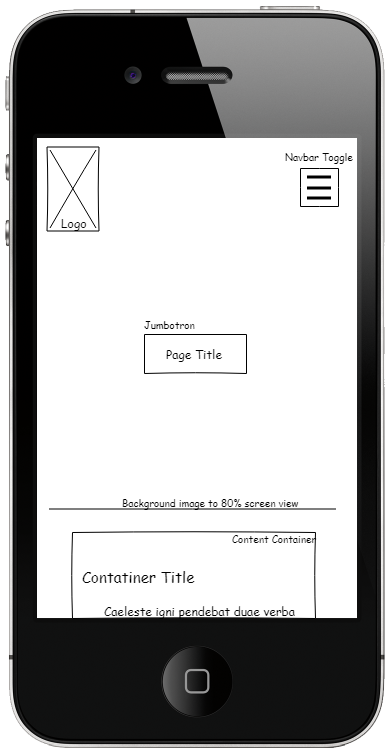 Navbar Toggle
Logo
Jumbotron
Page Title
Background image to 80% screen view
Content Container
Contatiner Title
Caeleste igni pendebat duae verba